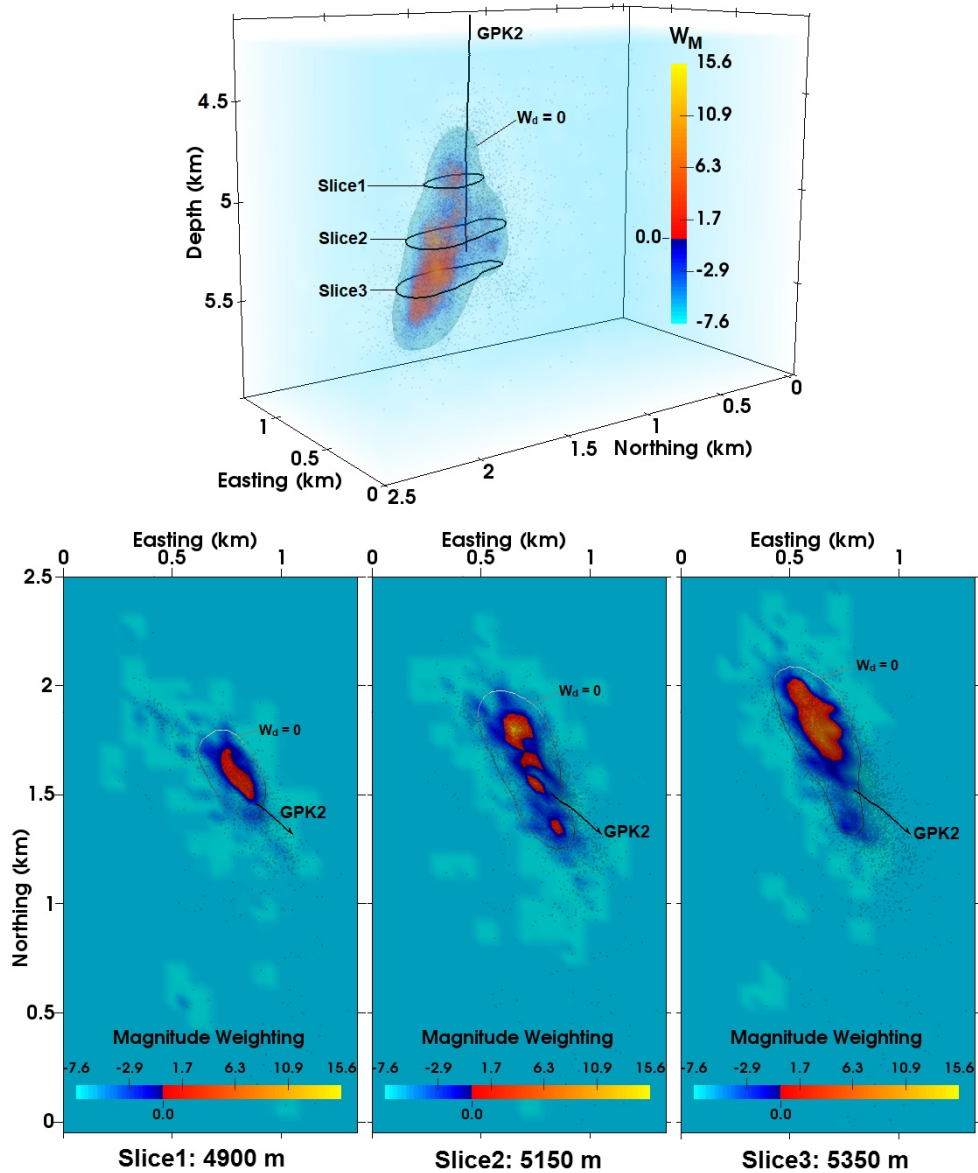 GPK2
W_M
15.6
4.5
10.9
W_d = 0
6.3
Depth (km)
Slice1
5
1.7
Slice2
0.0
-2.9
Slice3
5.5
-7.6
0
0.5
1
1
Northing (km)
1.5
0.5
2
Easting (km)
0
2.5
Easting (km)
Easting (km)
Easting (km)
0 0.5 1
0 0.5 1
0 0.5 1
2.5
2
1.5
1
0.5
0
Northing (km)
W_d = 0
GPK2
Magnitude Weighting
-7.6 -2.9 1.7 6.3 10.9 15.6
0.0
Slice1: 4900 m
W_d = 0
GPK2
Magnitude Weighting
-7.6 -2.9 1.7 6.3 10.9 15.6
0.0
Slice2: 5150 m
W_d = 0
GPK2
Magnitude Weighting
-7.6 -2.9 1.7 6.3 10.9 15.6
0.0
Slice3: 5350 m